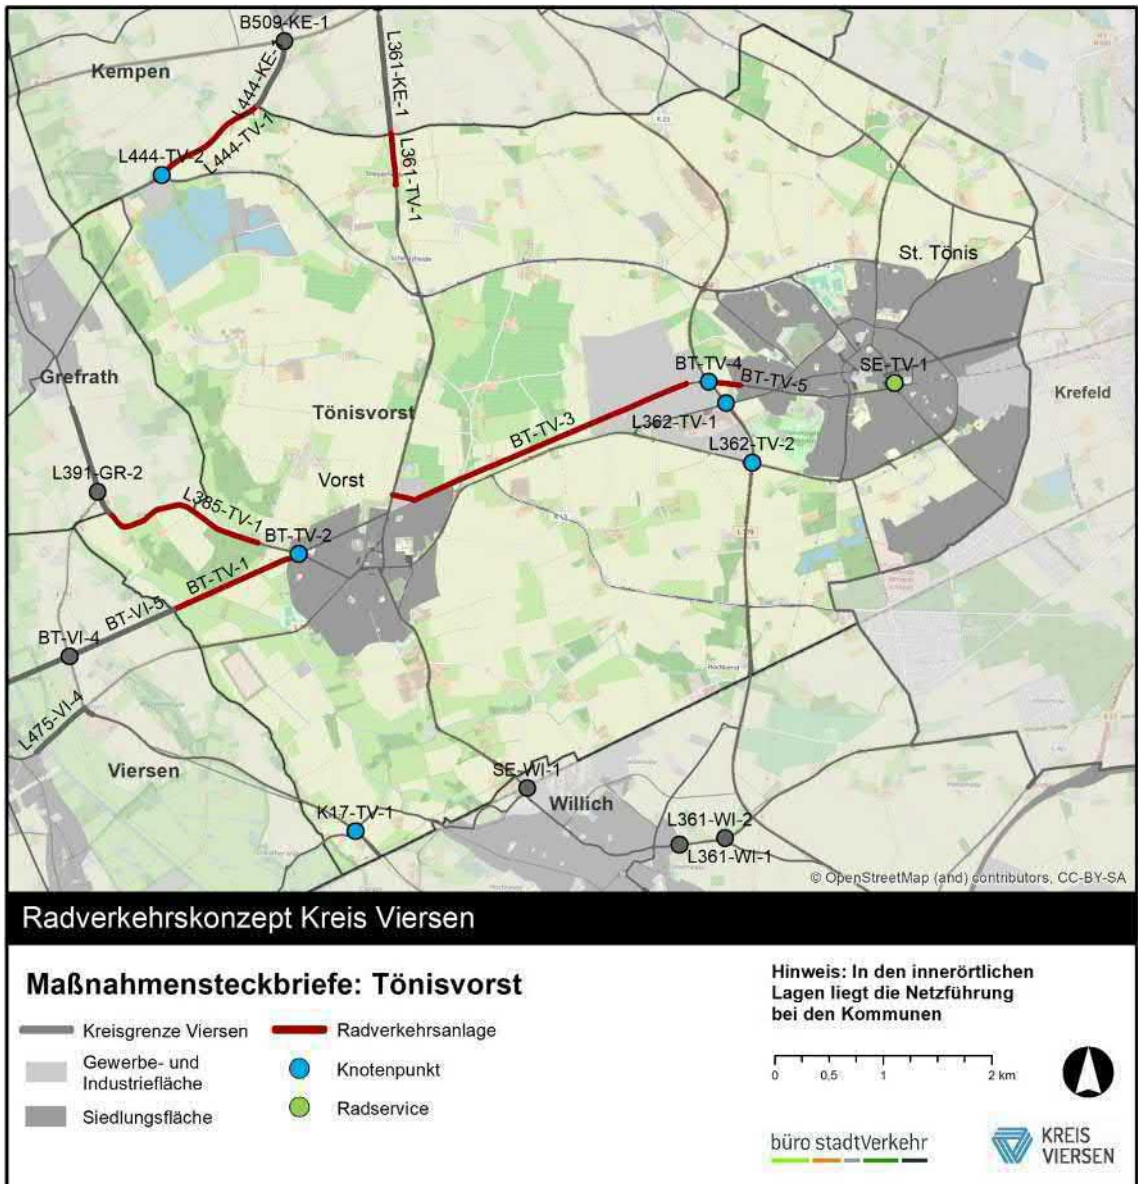 B509-KE-1
Kempen
L444-KE-1
L361-KE-1
L444-TV-1
L444-TV-2
L361-TV-1
K 23
St. Tönis
Grefrath
BT-TV-4
BT-TV-5
SE-TV-1
Krefeld
Tönisvorst
BT-TV-3
L362-TV-1
L362-TV-2
Vorst
L391-GR-2
L385-TV-1
BT-TV-2
BT-TV-1
BT-VI-5
BT-VI-4
L475-VI-4
Viersen
SE-WI-1
Willich
K17-TV-1
L361-WI-2
L361-WI-1
© OpenStreetMap (and) contributors, CC-BY-SA
Radverkehrskonzept Kreis Viersen
Maßnahmensteckbriefe: Tönisvorst
Kreisgrenze Viersen
Gewerbe- und
Industriefläche
Siedlungsfläche
Radverkehrsanlage
Knotenpunkt
Radservice
Hinweis: In den innerörtlichen
Lagen liegt die Netzführung
bei den Kommunen
0 0,5 1 2 km
büro stadtVerkehr
KREIS
VIERSEN